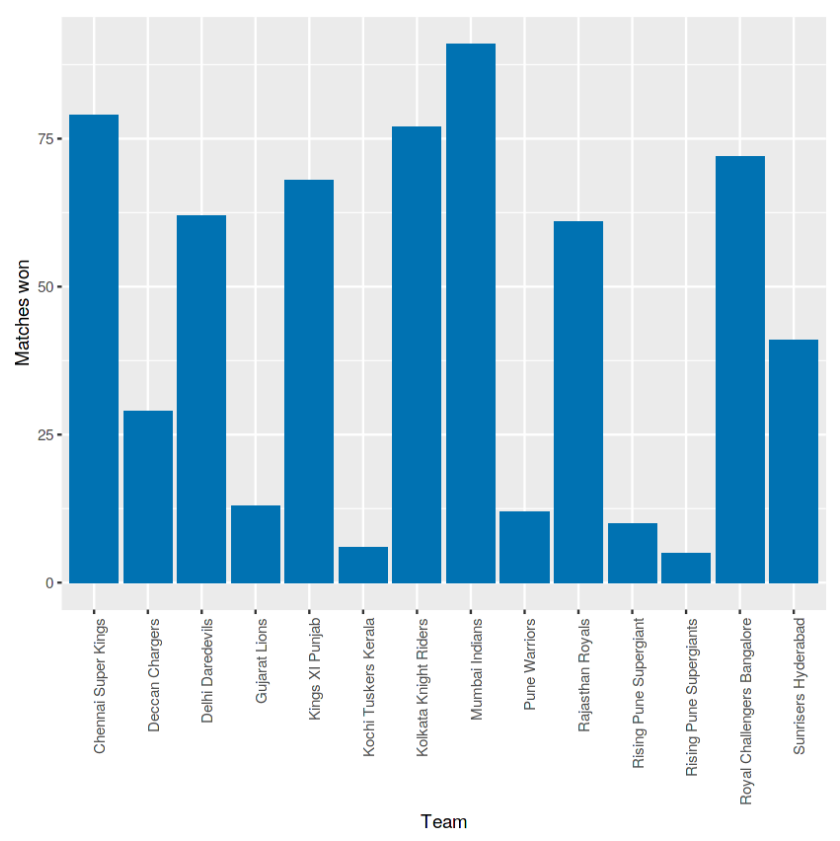 Matches won
75
50
25
0
Chennai Super Kings
Deccan Chargers
Delhi Daredevils
Gujarat Lions
Kings XI Punjab
Kochi Tuskers Kerala
Kolkata Knight Riders
Mumbai Indians
Pune Warriors
Rajasthan Royals
Rising Pune Supergiant
Rising Pune Supergiants
Royal Challengers Bangalore
Sunrisers Hyderabad
Team